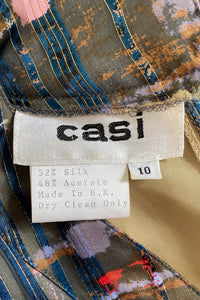 casi
10
52% Silk
48% Acetate
Made in H.K.
Dry Clean Only